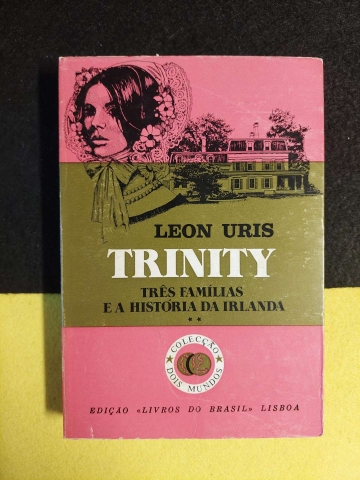 LEON URIS
TRINITY
TRÊS FAMÍLIAS
E A HISTÓRIA DA IRLANDA
**
COLECÇÃO
DOIS MUNDOS
EDIÇÃO «LIVROS DO BRASIL» LISBOA